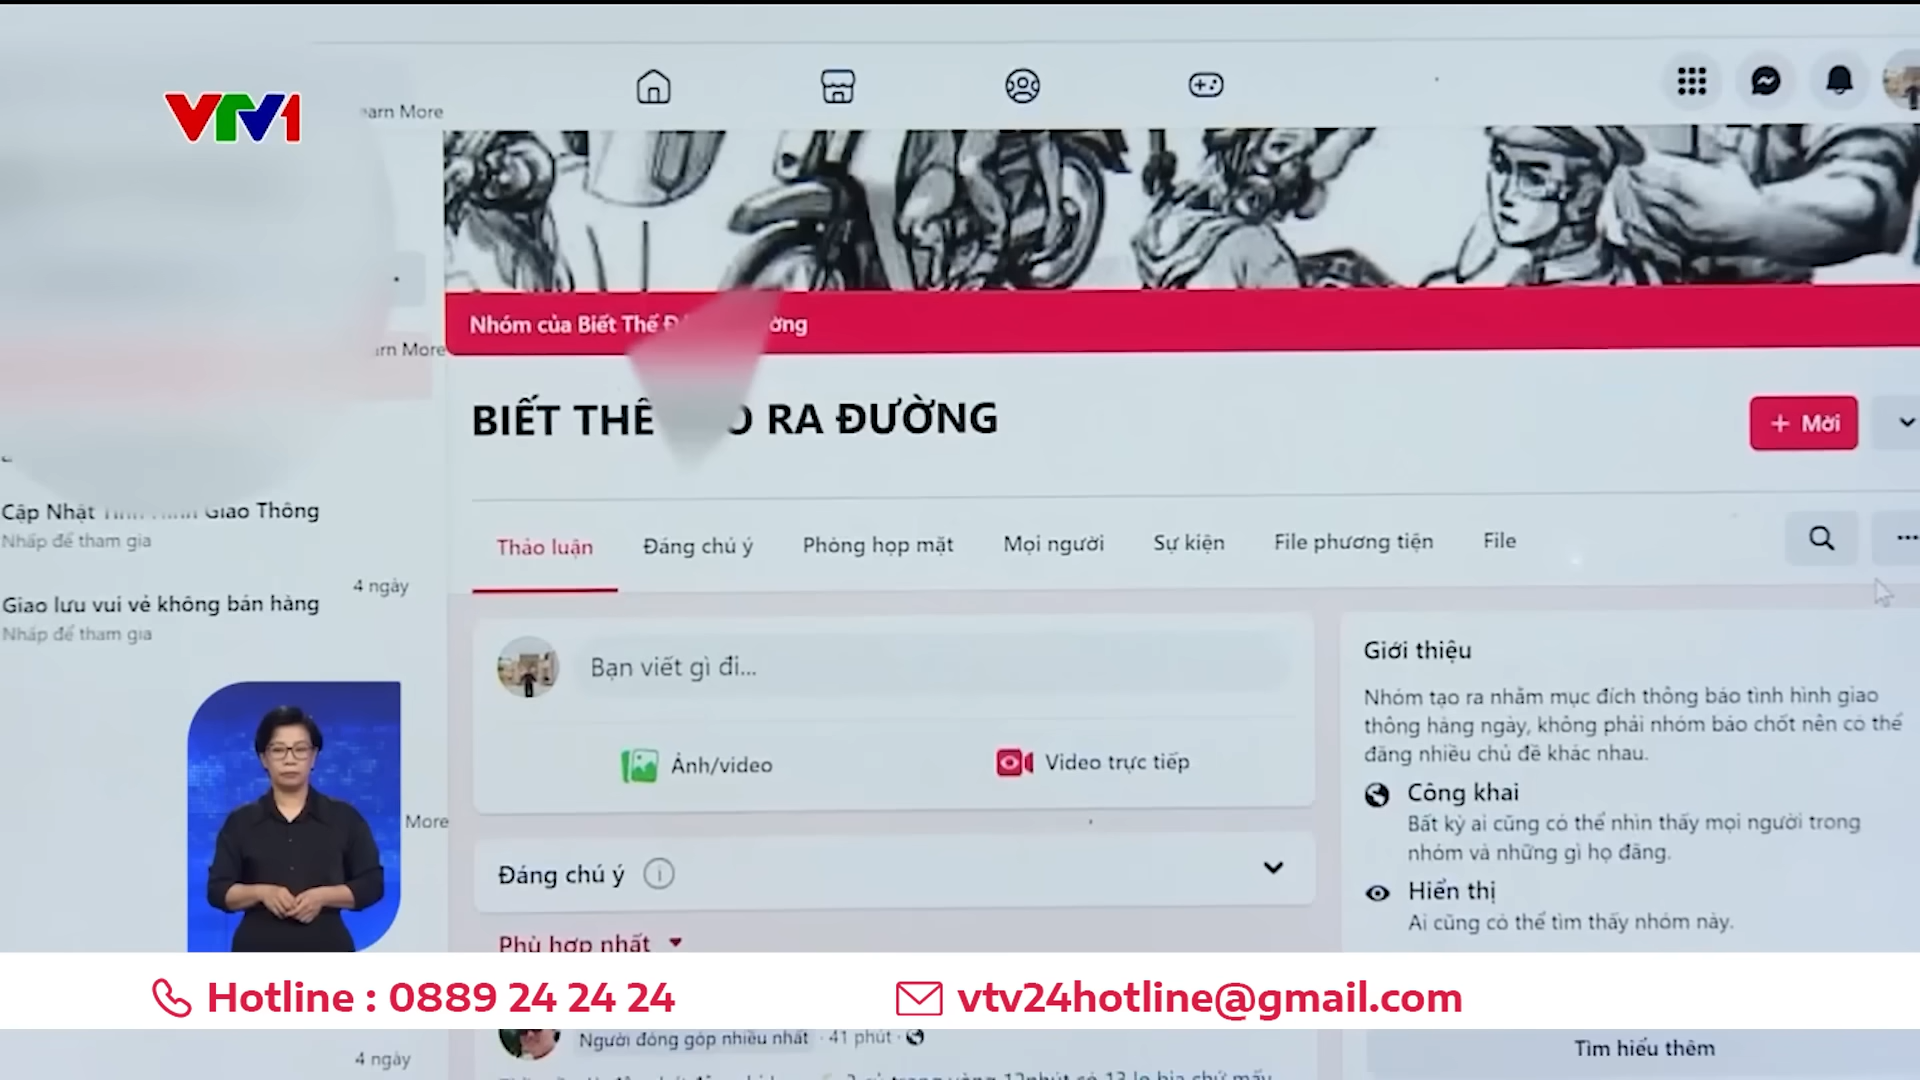 VTV1
earn More
Nhóm của Biết Thế ường
rn More
BIẾT THẾ O RA ĐƯỜNG
+ Mời
Cập Nhật Giao Thông
Nhấp để tham gia
4 ngày
Giao lưu vui vẻ không bán hàng
Nhấp để tham gia
Thảo luận
Đáng chú ý
Phòng họp mặt
Mọi người
Sự kiện
File phương tiện
File
Bạn viết gì đi...
Ảnh/video
Video trực tiếp
Giới thiệu
Nhóm tạo ra nhằm mục đích thông báo tình hình giao
thông hàng ngày, không phải nhóm báo chốt nên có thể
đăng nhiều chủ đề khác nhau.
Công khai
Bất kỳ ai cũng có thể nhìn thấy mọi người trong
nhóm và những gì họ đăng.
Hiển thị
Ai cũng có thể tìm thấy nhóm này.
More
Đáng chú ý
Phù hợp nhất
Hotline : 0889 24 24 24
vtv24hotline@gmail.com
Người đóng góp nhiều nhất · 41 phút ·
4 ngày
Tìm hiểu thêm